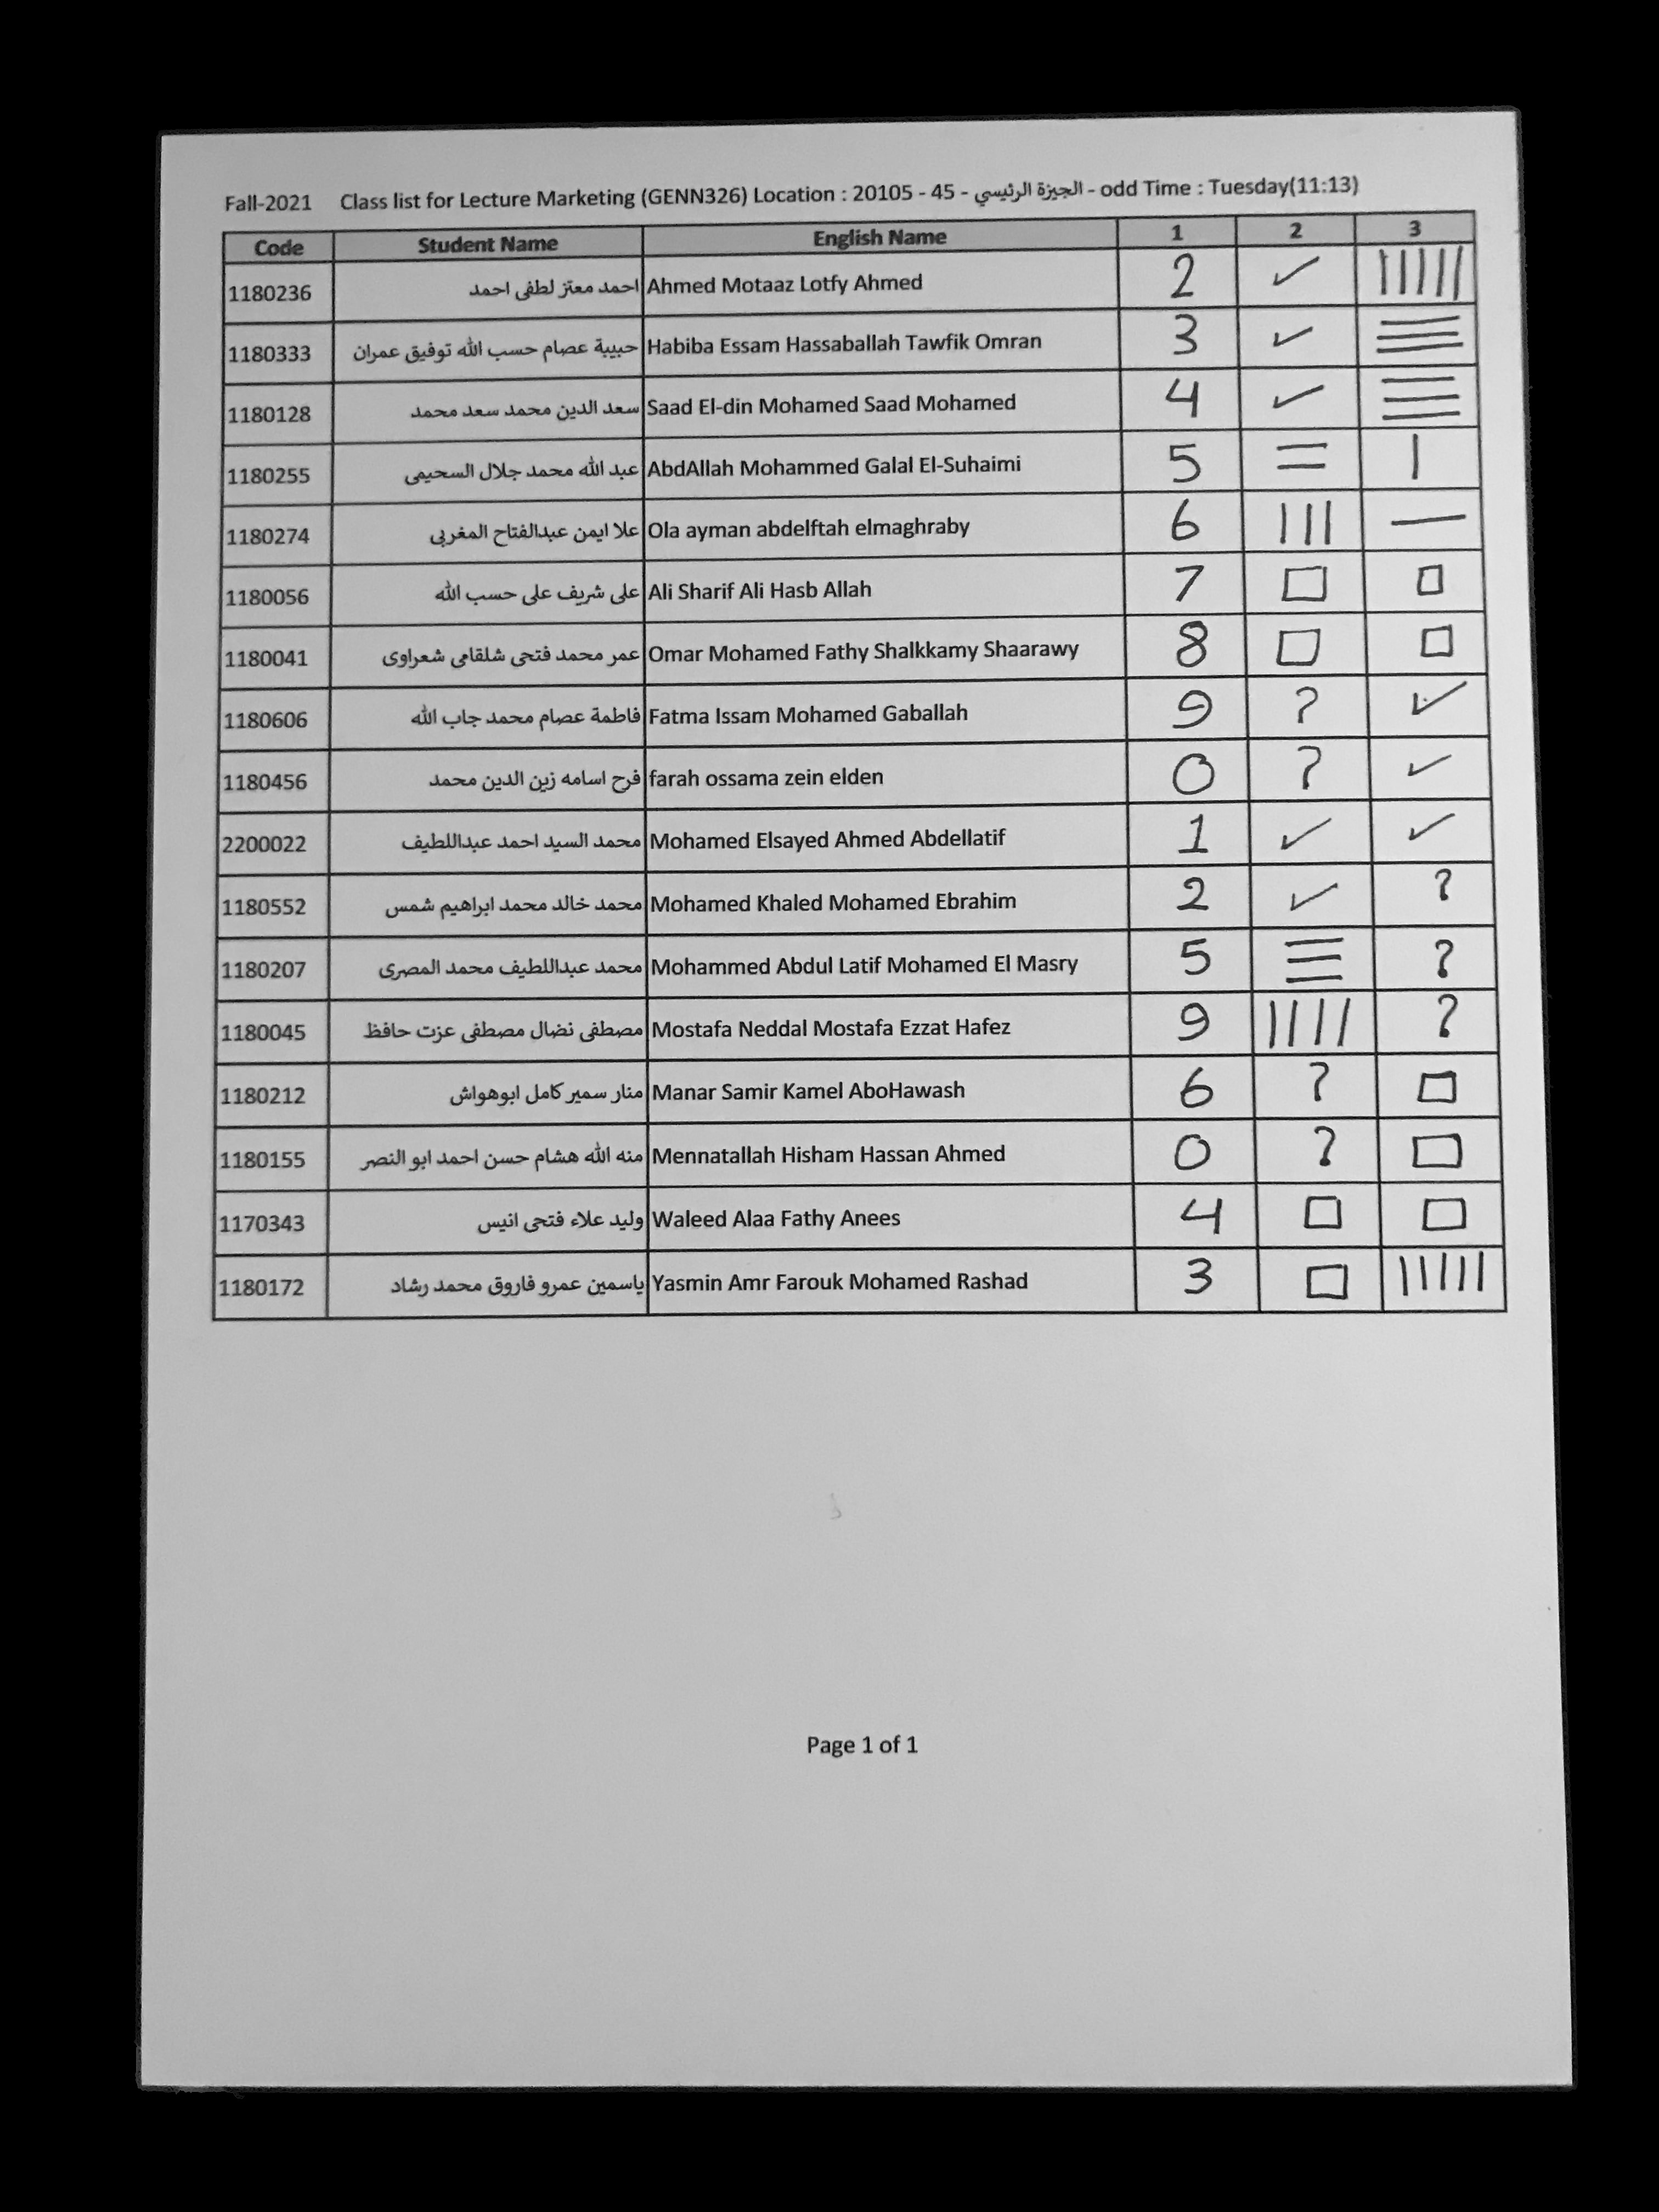 Fall-2021 Class list for Lecture Marketing (GENN326) Location : 20105 - 45 - الجيزة الرئيسي - odd Time : Tuesday(11:13)
Code Student Name English Name 1 2 3
1180236 احمد معتز لطفى احمد Ahmed Motaaz Lotfy Ahmed 2 ✓ |||||
1180333 حبيبة عصام حسب الله توفيق عمران Habiba Essam Hassaballah Tawfik Omran 3 ✓ ☰
1180128 سعد الدين محمد سعد محمد Saad El-din Mohamed Saad Mohamed 4 ✓ ☰
1180255 عبد الله محمد جلال السحيمى AbdAllah Mohammed Galal El-Suhaimi 5 = |
1180274 علا ايمن عبدالفتاح المغربى Ola ayman abdelftah elmaghraby 6 ||| —
1180056 على شريف على حسب الله Ali Sharif Ali Hasb Allah 7 □ □
1180041 عمر محمد فتحى شلقامى شعراوى Omar Mohamed Fathy Shalkkamy Shaarawy 8 □ □
1180606 فاطمة عصام محمد جاب الله Fatma Issam Mohamed Gaballah 9 ? ✓
1180456 فرح اسامه زين الدين محمد farah ossama zein elden 0 ? ✓
2200022 محمد السيد احمد عبداللطيف Mohamed Elsayed Ahmed Abdellatif 1 ✓ ✓
1180552 محمد خالد محمد ابراهيم شمس Mohamed Khaled Mohamed Ebrahim 2 ✓ ?
1180207 محمد عبداللطيف محمد المصرى Mohammed Abdul Latif Mohamed El Masry 5 ☰ ?
1180045 مصطفى نضال مصطفى عزت حافظ Mostafa Neddal Mostafa Ezzat Hafez 9 |||| ?
1180212 منار سمير كامل ابوهواش Manar Samir Kamel AboHawash 6 ? □
1180155 منه الله هشام حسن احمد ابو النصر Mennatallah Hisham Hassan Ahmed 0 ? □
1170343 وليد علاء فتحى انيس Waleed Alaa Fathy Anees 4 □ □
1180172 ياسمين عمرو فاروق محمد رشاد Yasmin Amr Farouk Mohamed Rashad 3 □ |||||
Page 1 of 1